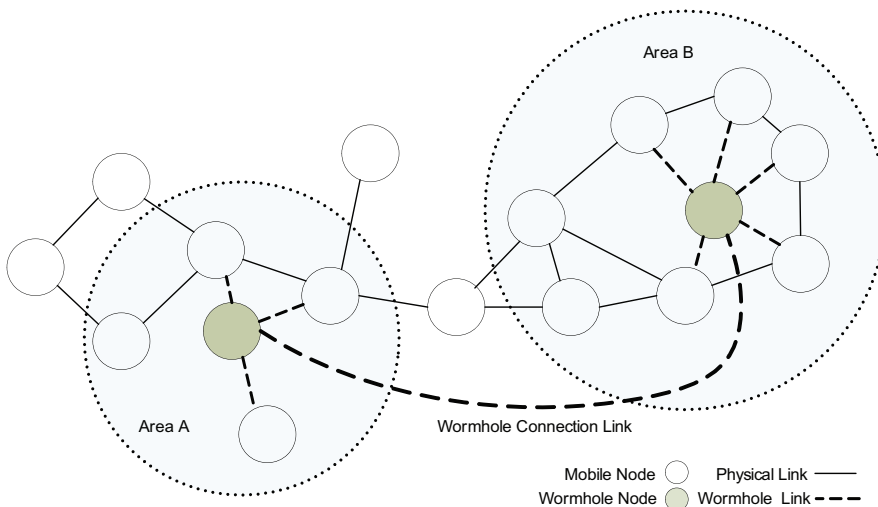 Area B
Area A
Wormhole Connection Link
Mobile Node Physical Link
Wormhole Node Wormhole Link